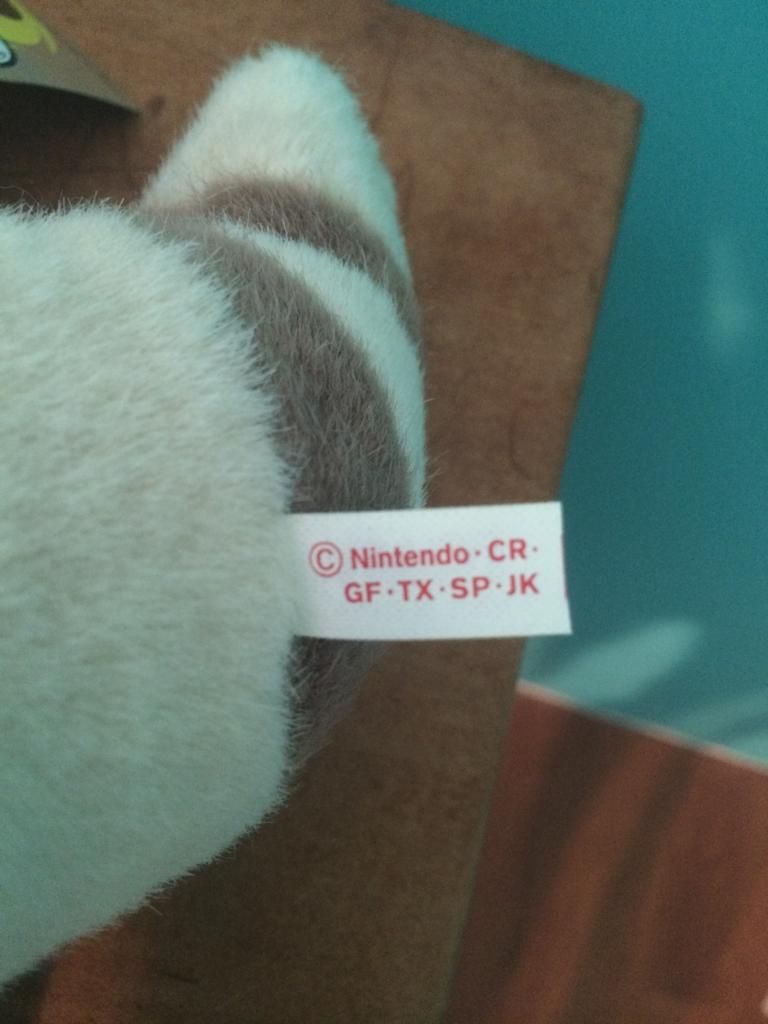 © Nintendo · CR ·
GF · TX · SP · JK